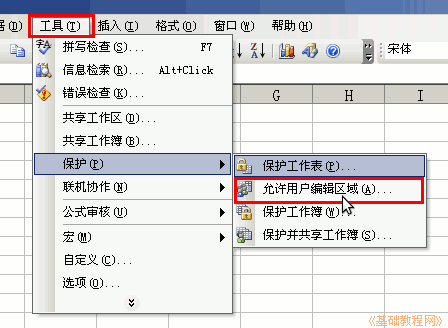 据(D) 工具(T) 插入(I) 格式(O) 窗口(W) 帮助(H)
宋体
拼写检查(S)... F7
信息检索(R)... Alt+Click
错误检查(K)...
共享工作区(D)...
共享工作簿(B)...
保护(P)
联机协作(N)
公式审核(U)
宏(M)
自定义(C)...
选项(O)...
G H I
保护工作表(P)...
允许用户编辑区域(A)...
保护工作簿(W)...
保护并共享工作簿(S)...
《基础教程网》